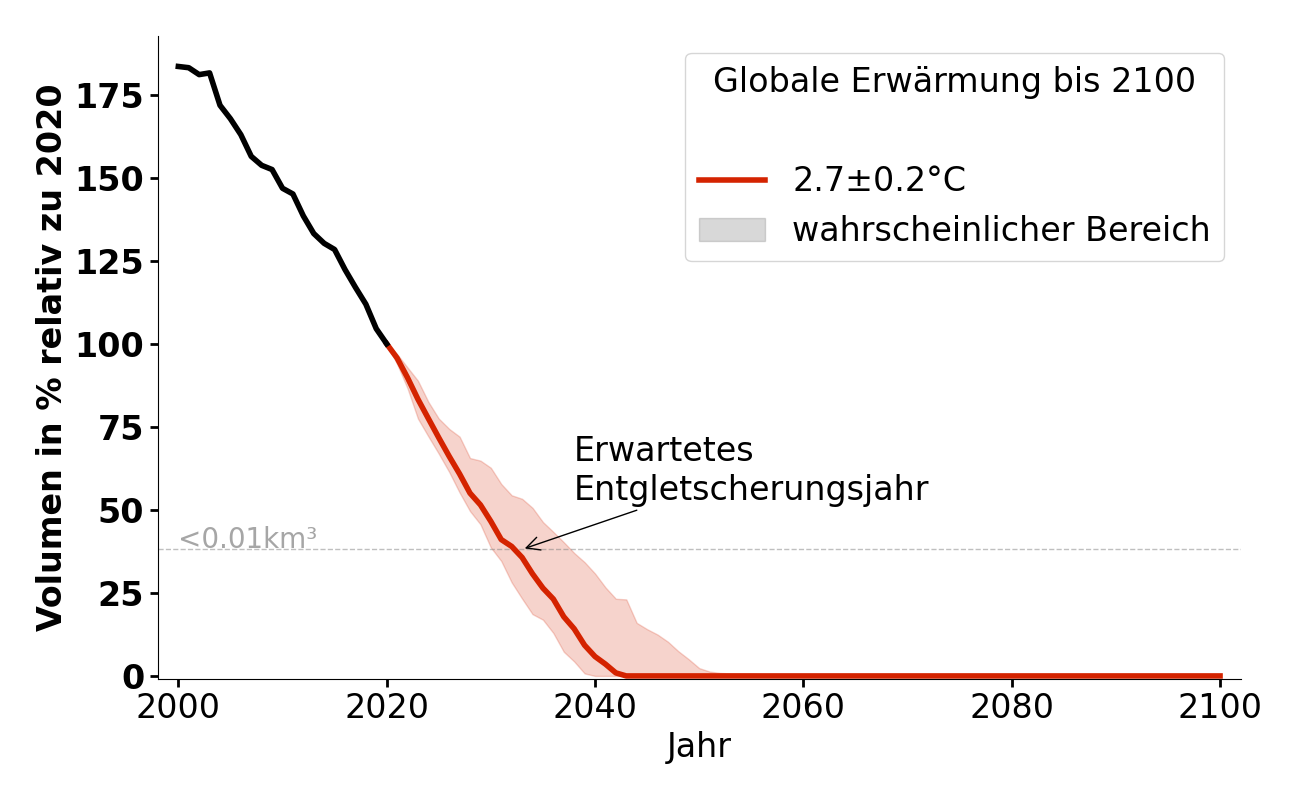 Volumen in % relativ zu 2020
175
150
125
100
75
50
25
0
Globale Erwärmung bis 2100
2.7±0.2°C
wahrscheinlicher Bereich
Erwartetes
Entgletscherungsjahr
<0.01km³
2000 2020 2040 2060 2080 2100
Jahr